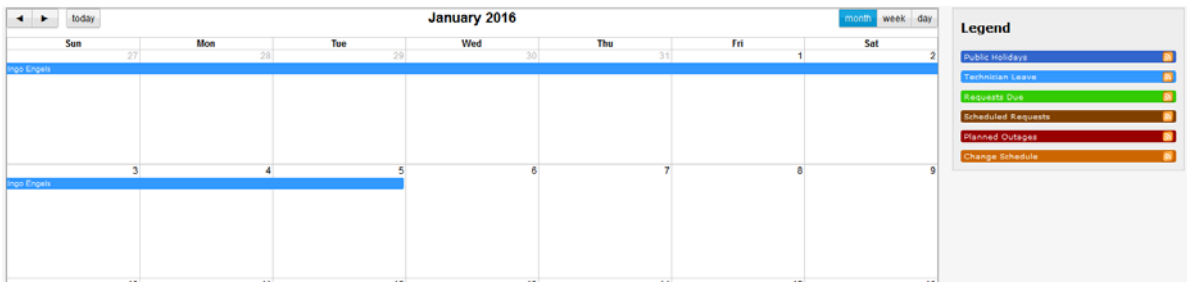 ◄ ► today January 2016 month week day
Sun Mon Tue Wed Thu Fri Sat
27 28 29 30 31 1 2
Ingo Engels
3 4 5 6 7 8 9
Ingo Engels
Legend
Public Holidays
Technician Leave
Requests Due
Scheduled Requests
Planned Outages
Change Schedule